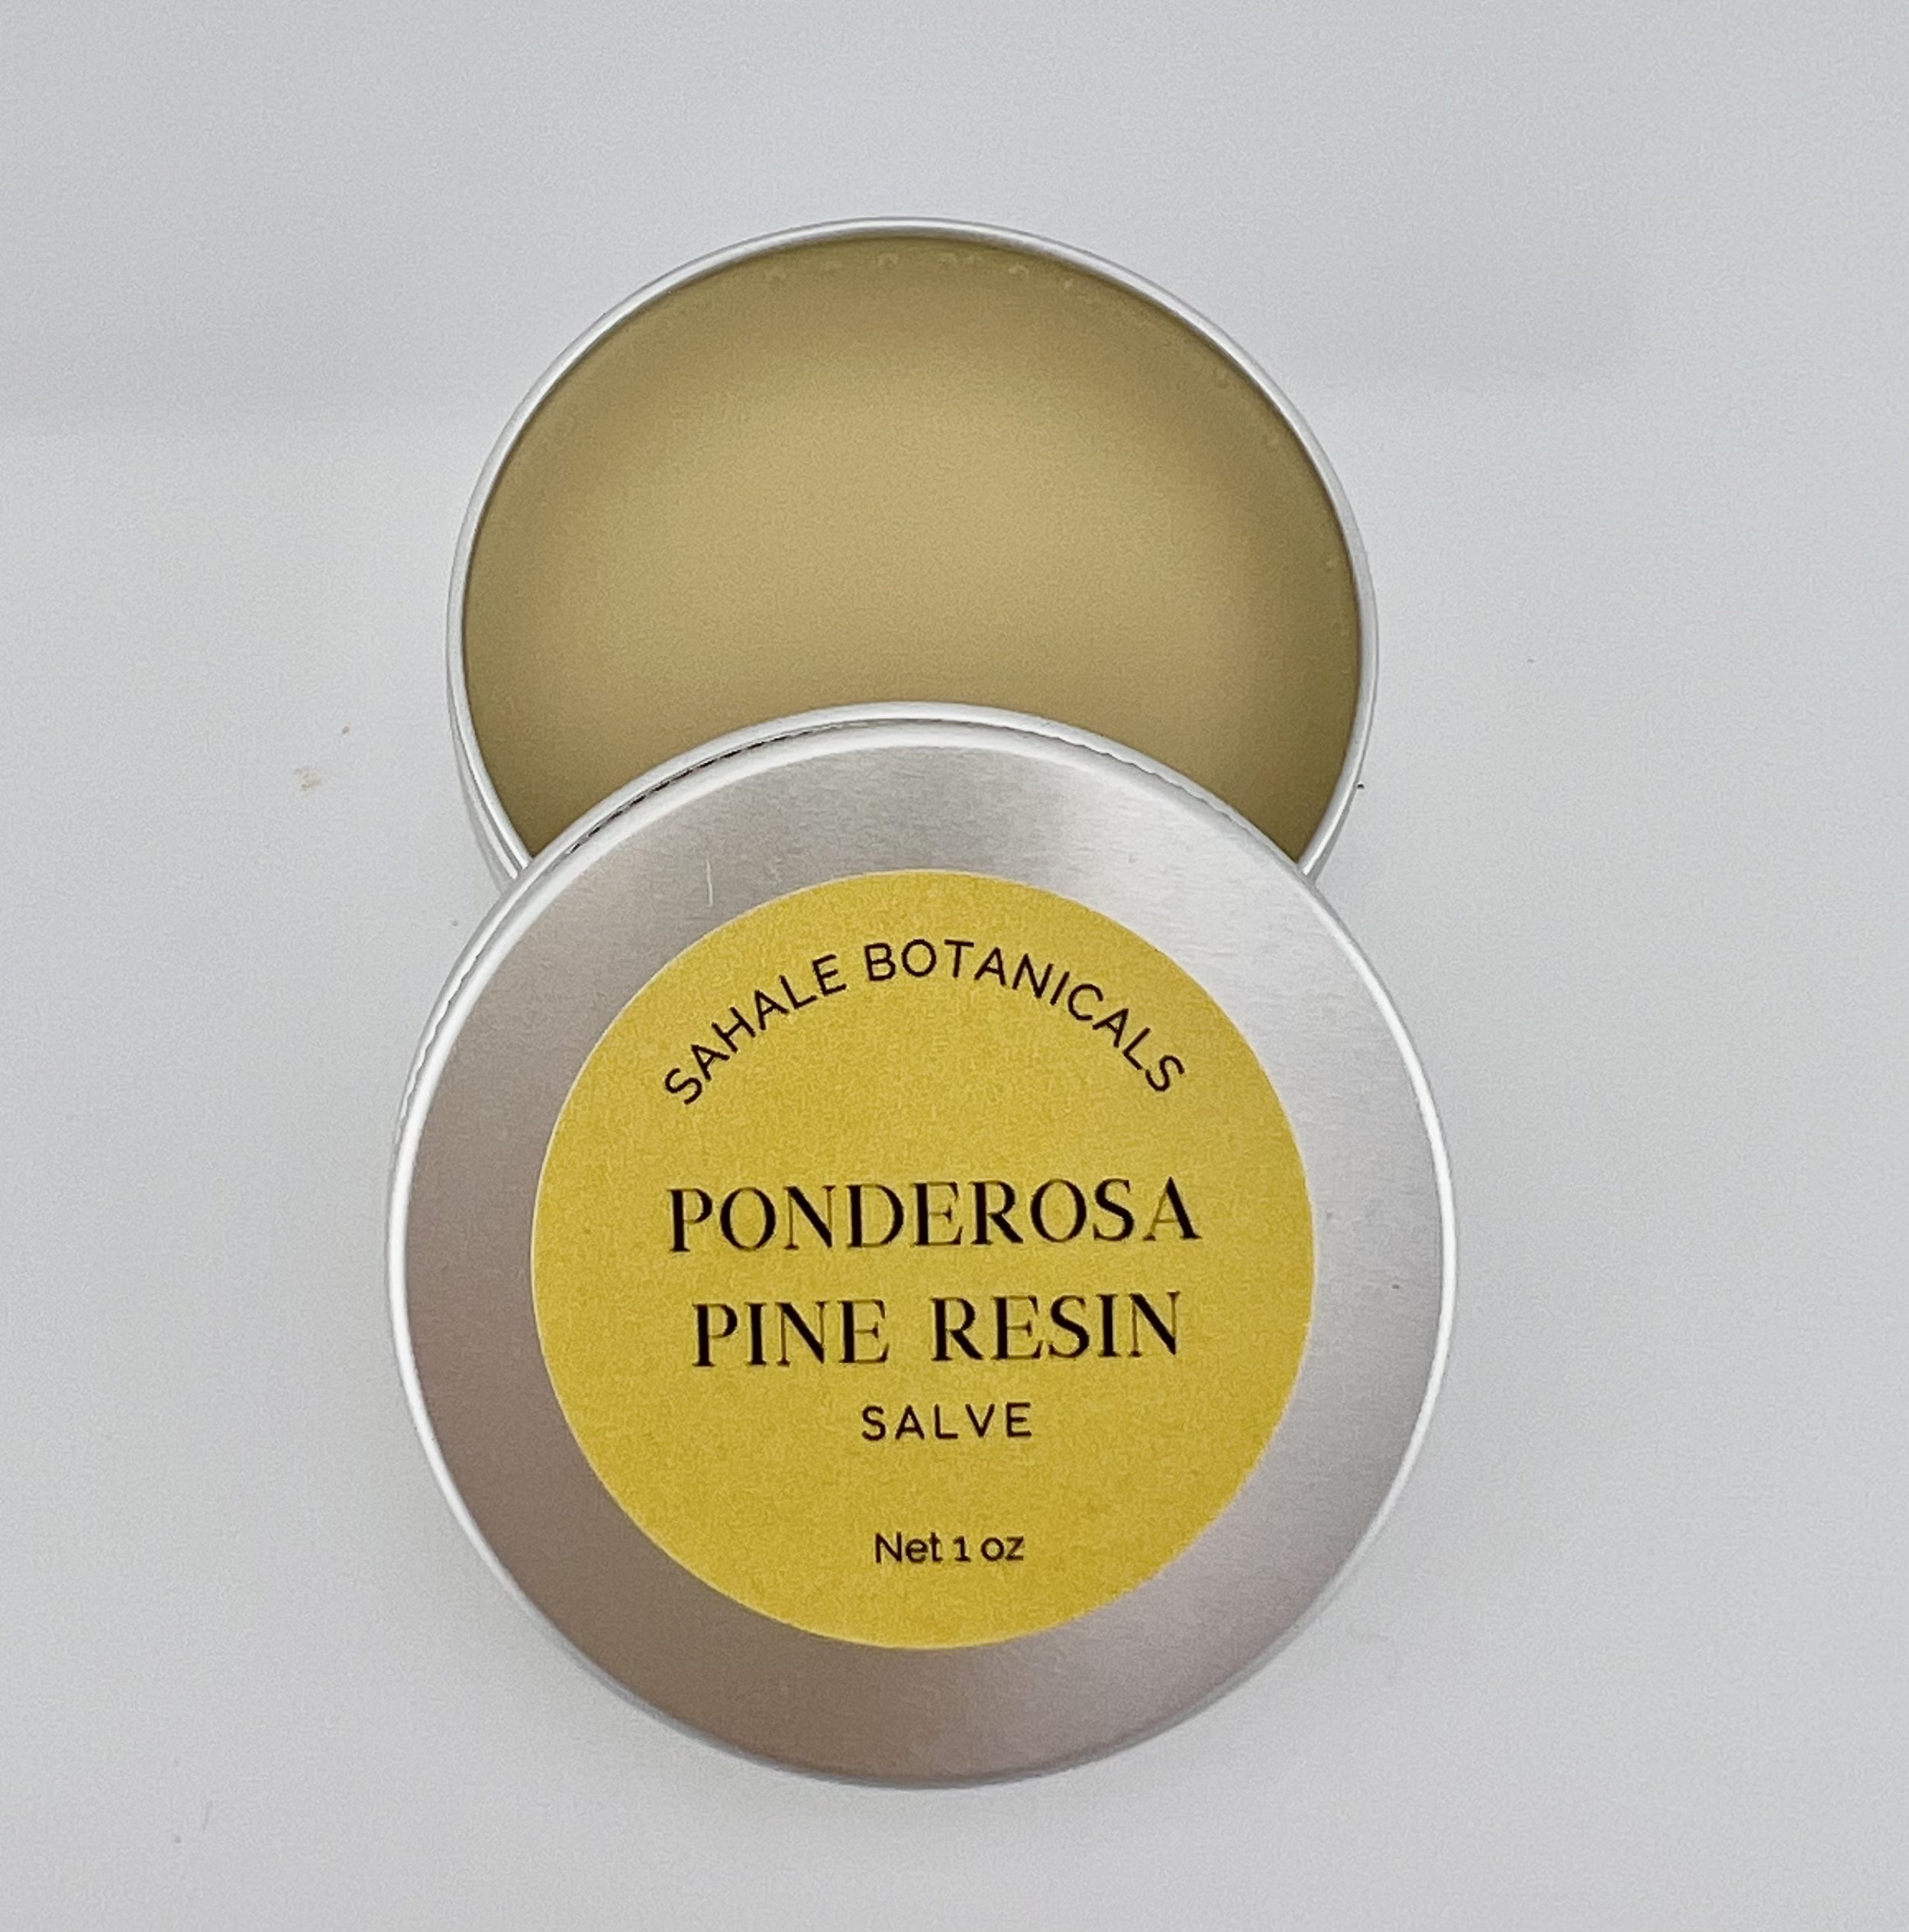 SAHALE BOTANICALS
PONDEROSA
PINE RESIN
SALVE
Net 1 oz